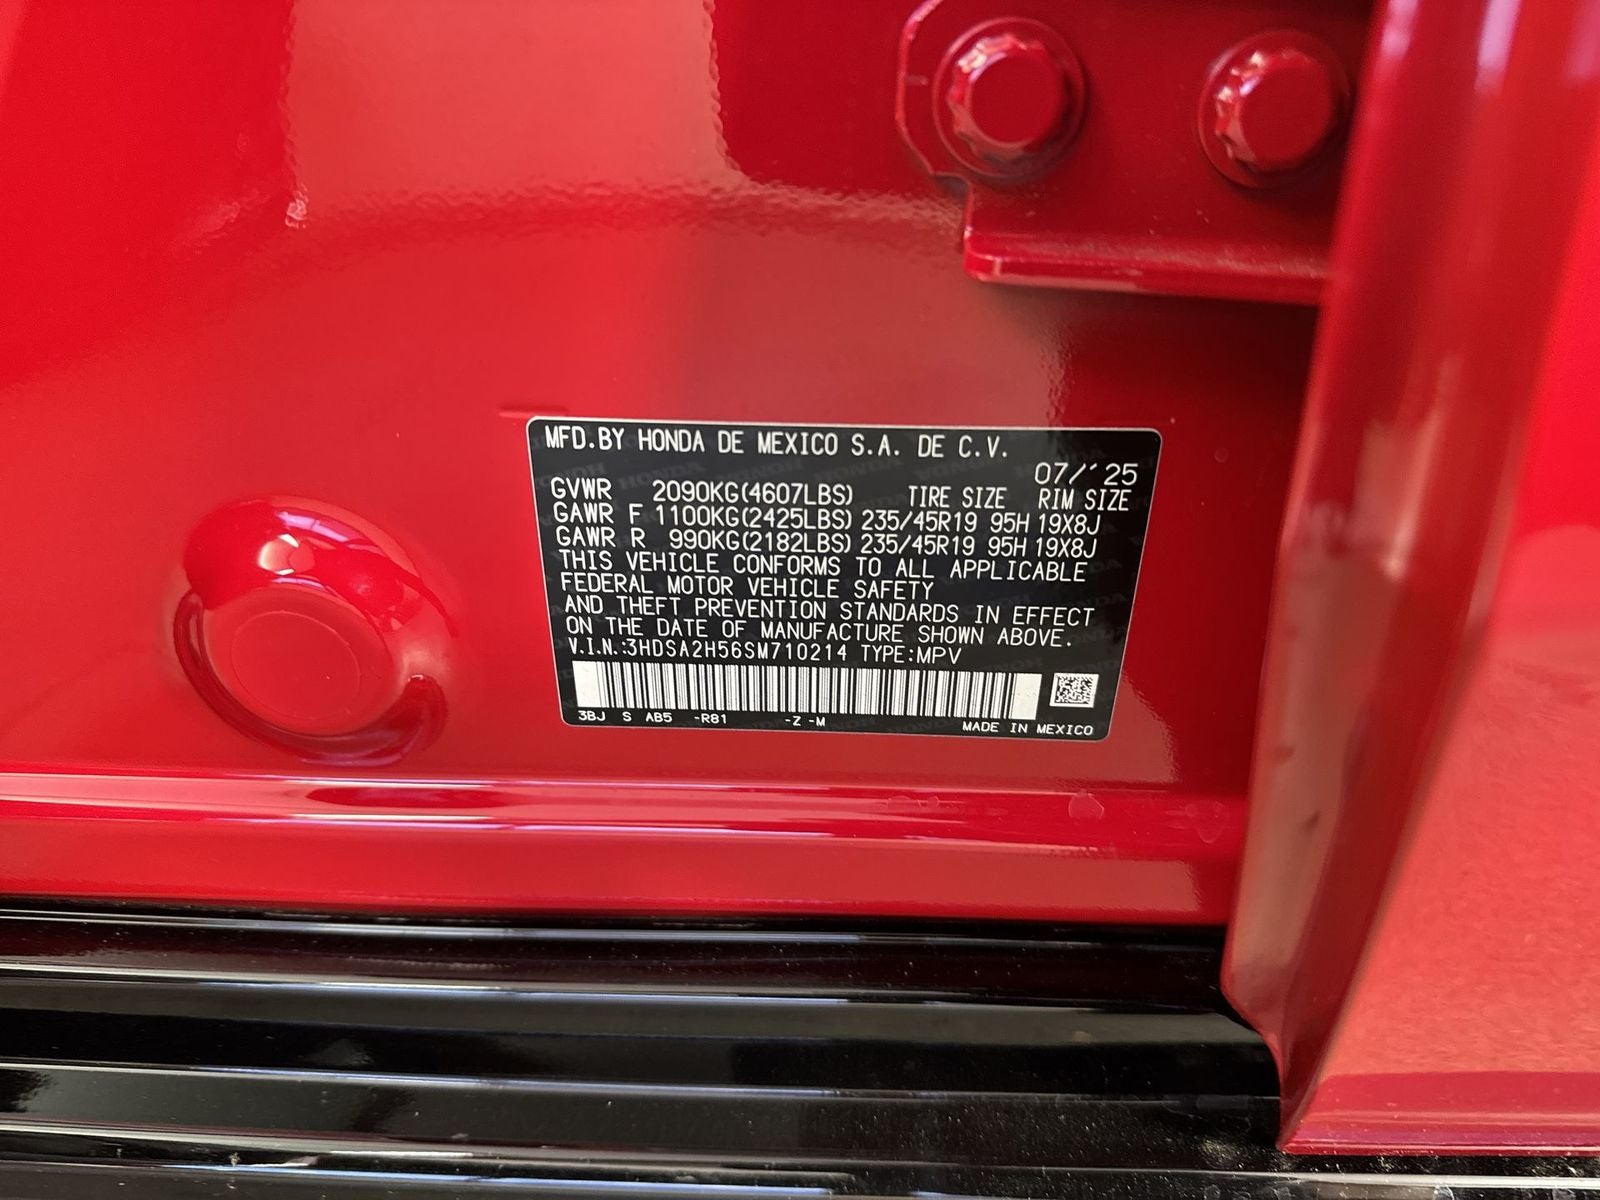 MFD.BY HONDA DE MEXICO S.A. DE C.V.
07/'25
GVWR 2090KG(4607LBS) TIRE SIZE RIM SIZE
GAWR F 1100KG(2425LBS) 235/45R19 95H 19X8J
GAWR R 990KG(2182LBS) 235/45R19 95H 19X8J
THIS VEHICLE CONFORMS TO ALL APPLICABLE
FEDERAL MOTOR VEHICLE SAFETY
AND THEFT PREVENTION STANDARDS IN EFFECT
ON THE DATE OF MANUFACTURE SHOWN ABOVE.
V.I.N.:3HDSA2H56SM710214 TYPE:MPV
3BJ S AB5 -R81 -Z -M MADE IN MEXICO